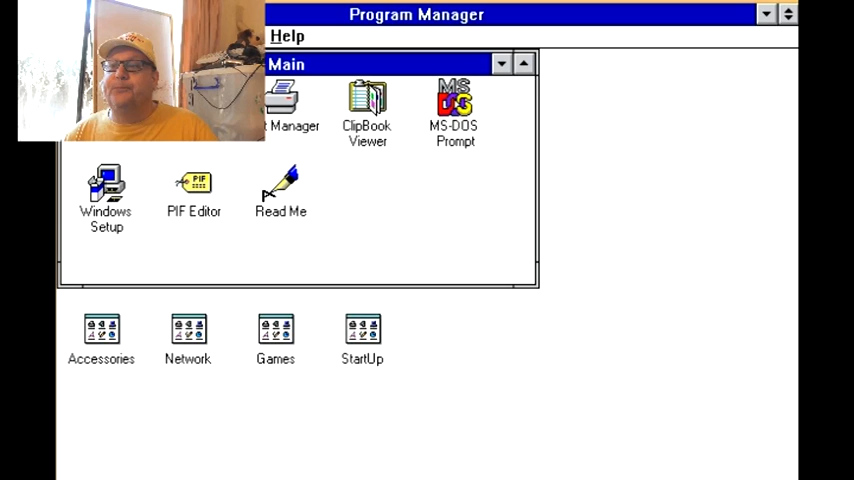 Program Manager
Help
Main
t Manager
ClipBook
Viewer
MS-DOS
Prompt
MS
DOS
Windows
Setup
PIF
PIF Editor
Read Me
Accessories
Network
Games
StartUp